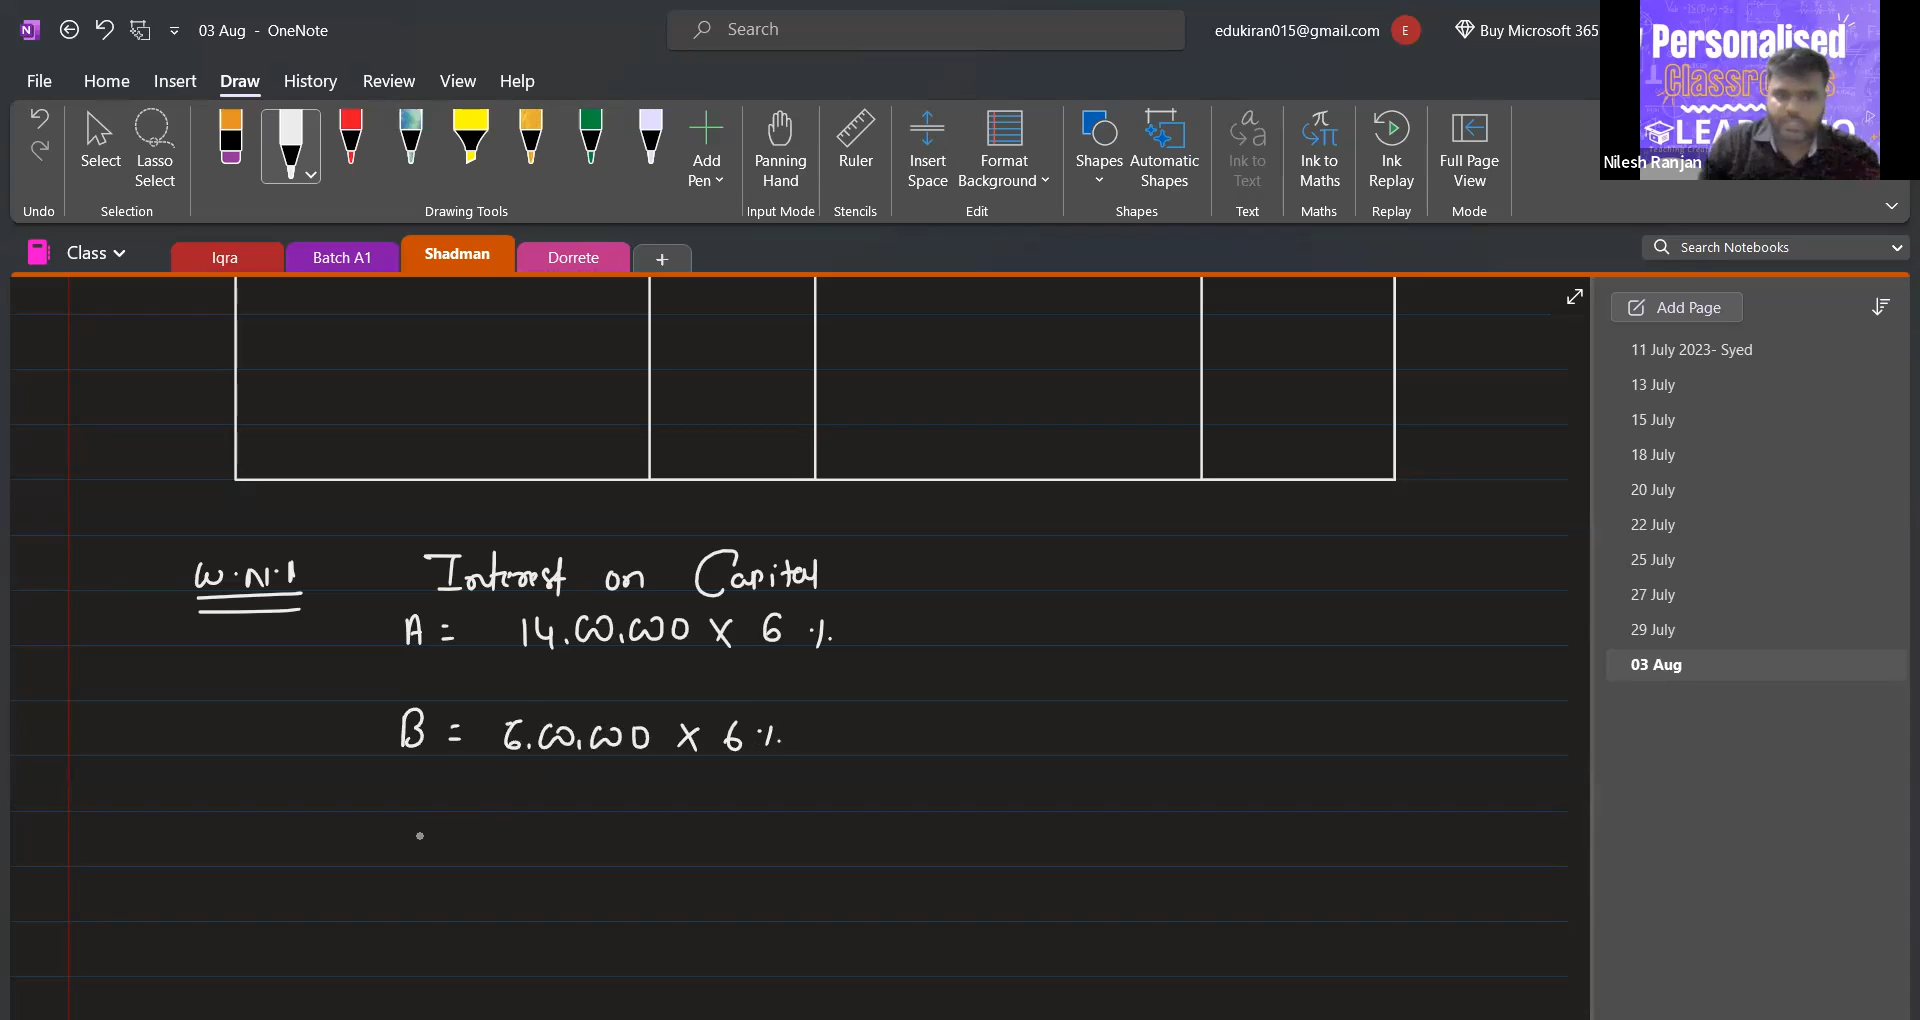 03 Aug - OneNote
Search
edukiran015@gmail.com
E
Buy Microsoft 365
Personalised
Nilesh Ranjan
File Home Insert Draw History Review View Help
Select
Lasso Select
Add Pen
Panning Hand
Ruler
Insert Space
Format Background
Shapes
Automatic Shapes
Ink to Text
Ink to Maths
Ink Replay
Full Page View
Undo Selection Drawing Tools Input Mode Stencils Edit Shapes Text Maths Replay Mode
Class Iqra Batch A1 Shadman Dorrete +
Search Notebooks
Add Page
11 July 2023- Syed
13 July
15 July
18 July
20 July
22 July
25 July
27 July
29 July
03 Aug
W.N.1 Interest on Capital
A = 14.00.000 X 6 %
B = 6.00.000 X 6 %